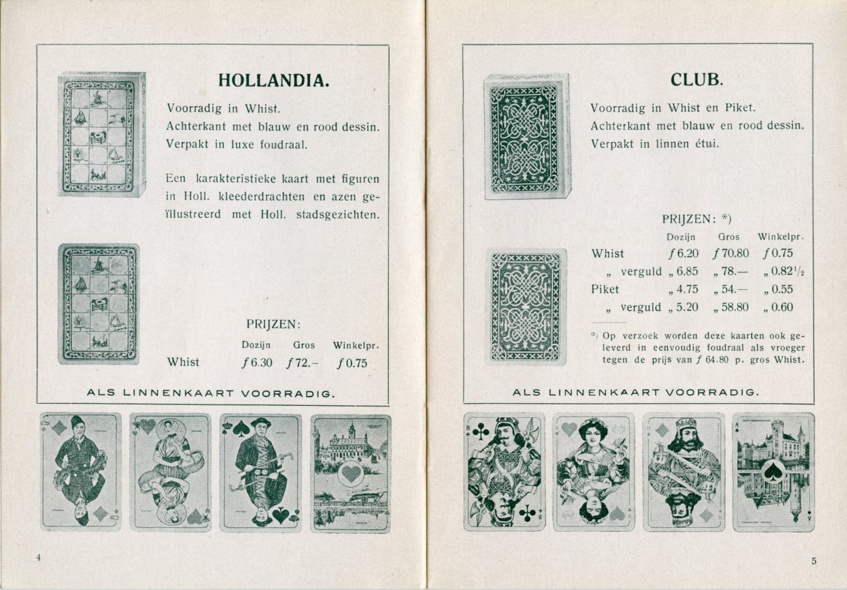 HOLLANDIA.
Voorradig in Whist.
Achterkant met blauw en rood dessin.
Verpakt in luxe foudraal.
Een karakteristieke kaart met figuren
in Holl. kleederdrachten en azen ge-
ïllustreerd met Holl. stadsgezichten.
PRIJZEN:
Dozijn Gros Winkelpr.
Whist ƒ 6.30 ƒ 72.- ƒ 0.75
ALS LINNENKAART VOORRADIG.
4
CLUB.
Voorradig in Whist en Piket.
Achterkant met blauw en rood dessin.
Verpakt in linnen étui.
PRIJZEN: *)
Dozijn Gros Winkelpr.
Whist ƒ 6.20 ƒ 70.80 ƒ 0.75
„ verguld „ 6.85 „ 78.— „ 0.82½
Piket „ 4.75 „ 54.— „ 0.55
„ verguld „ 5.20 „ 58.80 „ 0.60
*) Op verzoek worden deze kaarten ook ge-
leverd in eenvoudig foudraal als vroeger
tegen de prijs van ƒ 64.80 p. gros Whist.
ALS LINNENKAART VOORRADIG.
5